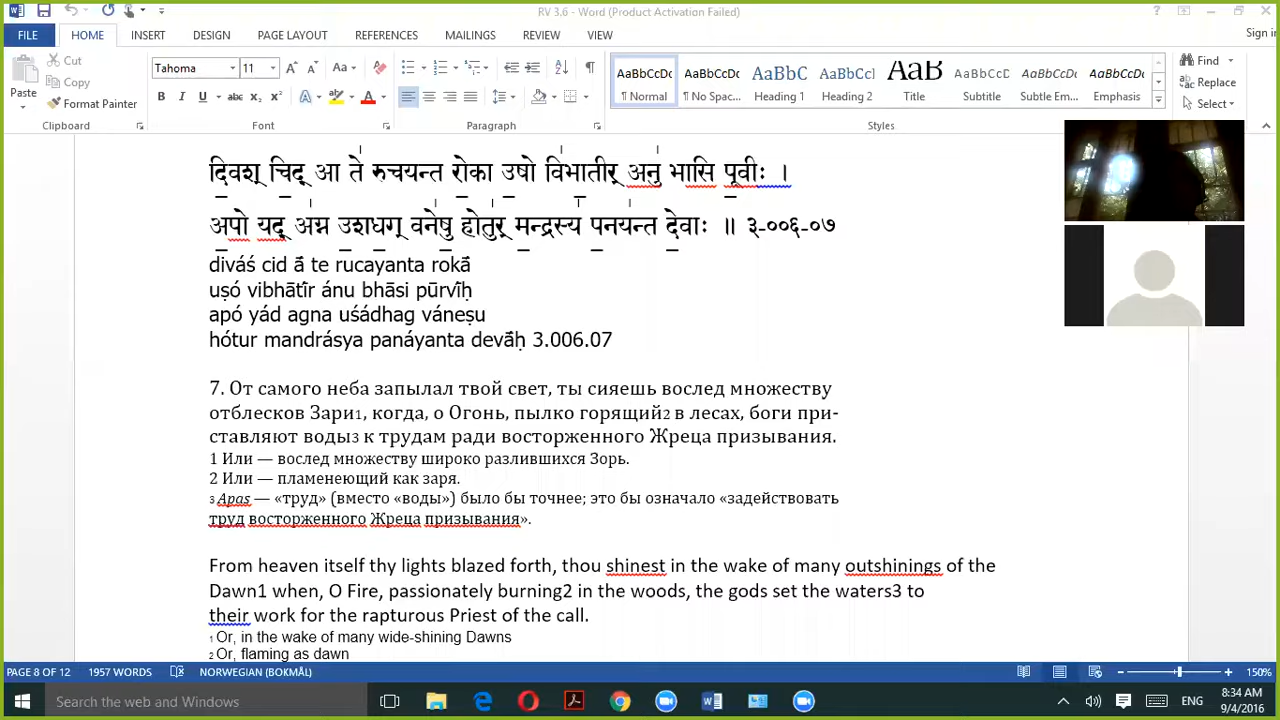 RV 3.6 - Word (Product Activation Failed)
FILE HOME INSERT DESIGN PAGE LAYOUT REFERENCES MAILINGS REVIEW VIEW Sign in
Cut
Copy
Format Painter
Paste
Tahoma 11
AaBbCcDc AaBbCcDc AaBbC AaBbCcl AaB AaBbCcD AaBbCcDc AaBbCcDc
¶ Normal ¶ No Spac... Heading 1 Heading 2 Title Subtitle Subtle Em... Emphasis
Find
Replace
Select
Clipboard Font Paragraph Styles
दिवश् चिद् आ ते रुचयन्त रोका उषो विभातीर् अनु भासि पूर्वीः ।
अपो यद् अग्न उशधग् वनेषु होतुर् मन्द्रस्य पनयन्त देवाः ॥ ३-००६-०७
diváś cid ā́ te rucayanta rokā́
uṣó vibhātī́r ánu bhāsi pūrvī́ḥ
apó yád agna uśádhag váneṣu
hótur mandrásya panáyanta devā́ḥ 3.006.07
7. От самого неба запылал твой свет, ты сияешь вослед множеству
отблесков Зари1, когда, о Огонь, пылко горящий2 в лесах, боги при-
ставляют воды3 к трудам ради восторженного Жреца призывания.
1 Или — вослед множеству широко разлившихся Зорь.
2 Или — пламенеющий как заря.
3 Apas — «труд» (вместо «воды») было бы точнее; это бы означало «задействовать
труд восторженного Жреца призывания».
From heaven itself thy lights blazed forth, thou shinest in the wake of many outshinings of the
Dawn1 when, O Fire, passionately burning2 in the woods, the gods set the waters3 to
their work for the rapturous Priest of the call.
1 Or, in the wake of many wide-shining Dawns
2 Or, flaming as dawn
PAGE 8 OF 12 1957 WORDS NORWEGIAN (BOKMÅL) 150%
Search the web and Windows
ENG
8:34 AM
9/4/2016